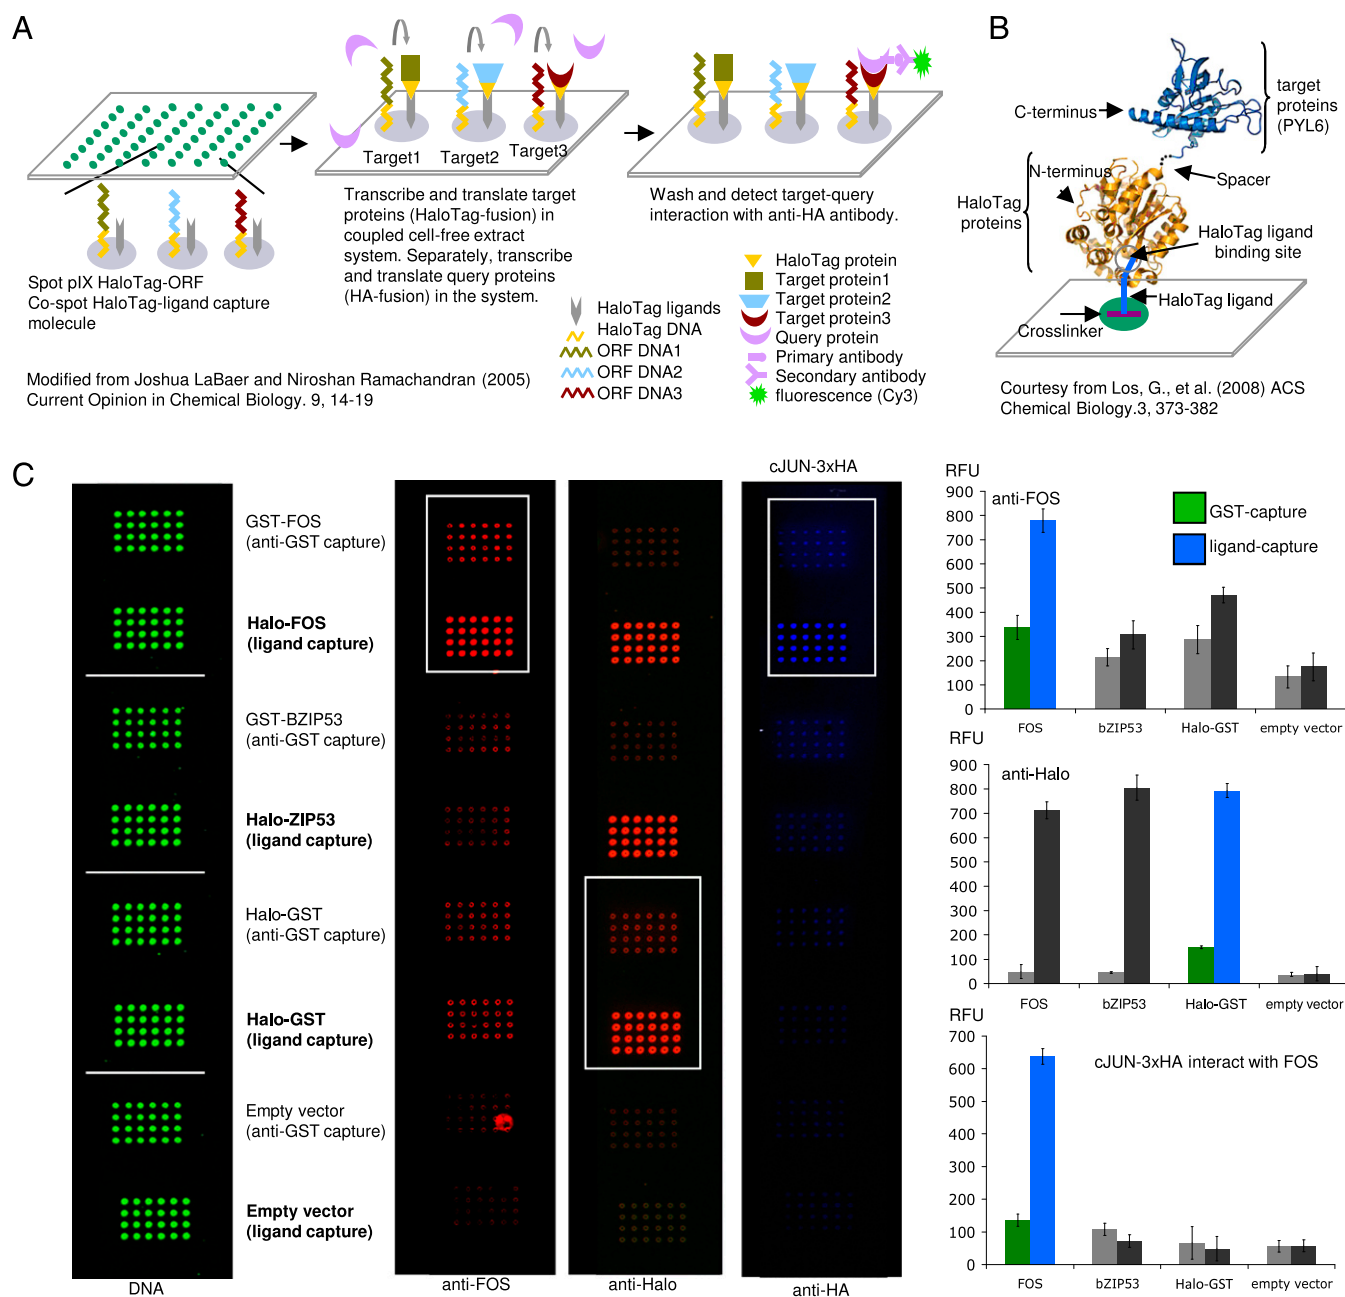 A
Target1
Target2
Target3
Spot pIX HaloTag-ORF
Co-spot HaloTag-ligand capture
molecule
Transcribe and translate target
proteins (HaloTag-fusion) in
coupled cell-free extract
system. Separately, transcribe
and translate query proteins
(HA-fusion) in the system.
Wash and detect target-query
interaction with anti-HA antibody.
HaloTag ligands
HaloTag DNA
ORF DNA1
ORF DNA2
ORF DNA3
HaloTag protein
Target protein1
Target protein2
Target protein3
Query protein
Primary antibody
Secondary antibody
fluorescence (Cy3)
Modified from Joshua LaBaer and Niroshan Ramachandran (2005)
Current Opinion in Chemical Biology. 9, 14-19
B
C-terminus
target
proteins
(PYL6)
N-terminus
Spacer
HaloTag
proteins
HaloTag ligand
binding site
HaloTag ligand
Crosslinker
Courtesy from Los, G., et al. (2008) ACS
Chemical Biology.3, 373-382
C
cJUN-3xHA
GST-FOS
(anti-GST capture)
Halo-FOS
(ligand capture)
GST-BZIP53
(anti-GST capture)
Halo-ZIP53
(ligand capture)
Halo-GST
(anti-GST capture)
Halo-GST
(ligand capture)
Empty vector
(anti-GST capture)
Empty vector
(ligand capture)
DNA
anti-FOS
anti-Halo
anti-HA
RFU
900
800
700
600
500
400
300
200
100
0
anti-FOS
GST-capture
ligand-capture
FOS
bZIP53
Halo-GST
empty vector
RFU
900
800
700
600
500
400
300
200
100
0
anti-Halo
FOS
bZIP53
Halo-GST
empty vector
RFU
700
600
500
400
300
200
100
0
cJUN-3xHA interact with FOS
FOS
bZIP53
Halo-GST
empty vector